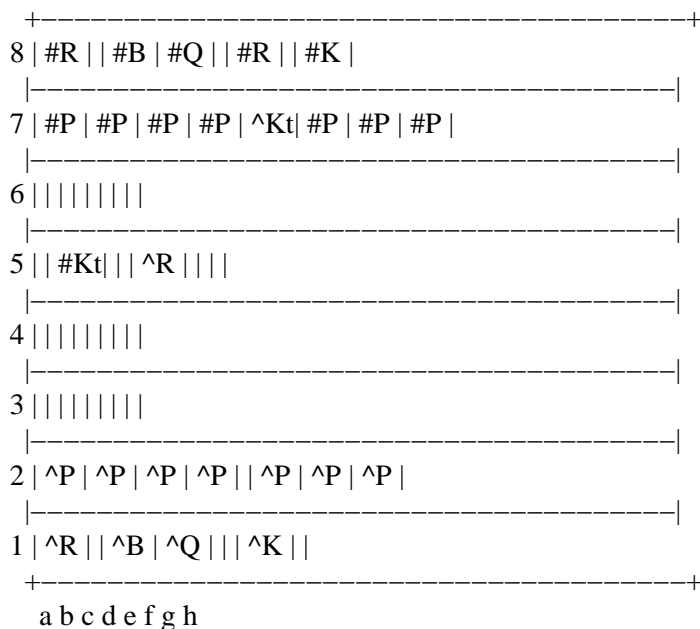 +−−−−−−−−−−−−−−−−−−−−−−−−−−−−−−−−−−−−−−−+
8 | #R | | #B | #Q | | #R | | #K |
|−−−−−−−−−−−−−−−−−−−−−−−−−−−−−−−−−−−−−−−|
7 | #P | #P | #P | #P | ^Kt| #P | #P | #P |
|−−−−−−−−−−−−−−−−−−−−−−−−−−−−−−−−−−−−−−−|
6 | | | | | | | | |
|−−−−−−−−−−−−−−−−−−−−−−−−−−−−−−−−−−−−−−−|
5 | | #Kt| | | ^R | | | |
|−−−−−−−−−−−−−−−−−−−−−−−−−−−−−−−−−−−−−−−|
4 | | | | | | | | |
|−−−−−−−−−−−−−−−−−−−−−−−−−−−−−−−−−−−−−−−|
3 | | | | | | | | |
|−−−−−−−−−−−−−−−−−−−−−−−−−−−−−−−−−−−−−−−|
2 | ^P | ^P | ^P | ^P | | ^P | ^P | ^P |
|−−−−−−−−−−−−−−−−−−−−−−−−−−−−−−−−−−−−−−−|
1 | ^R | | ^B | ^Q | | | ^K | |
+−−−−−−−−−−−−−−−−−−−−−−−−−−−−−−−−−−−−−−−+
a b c d e f g h